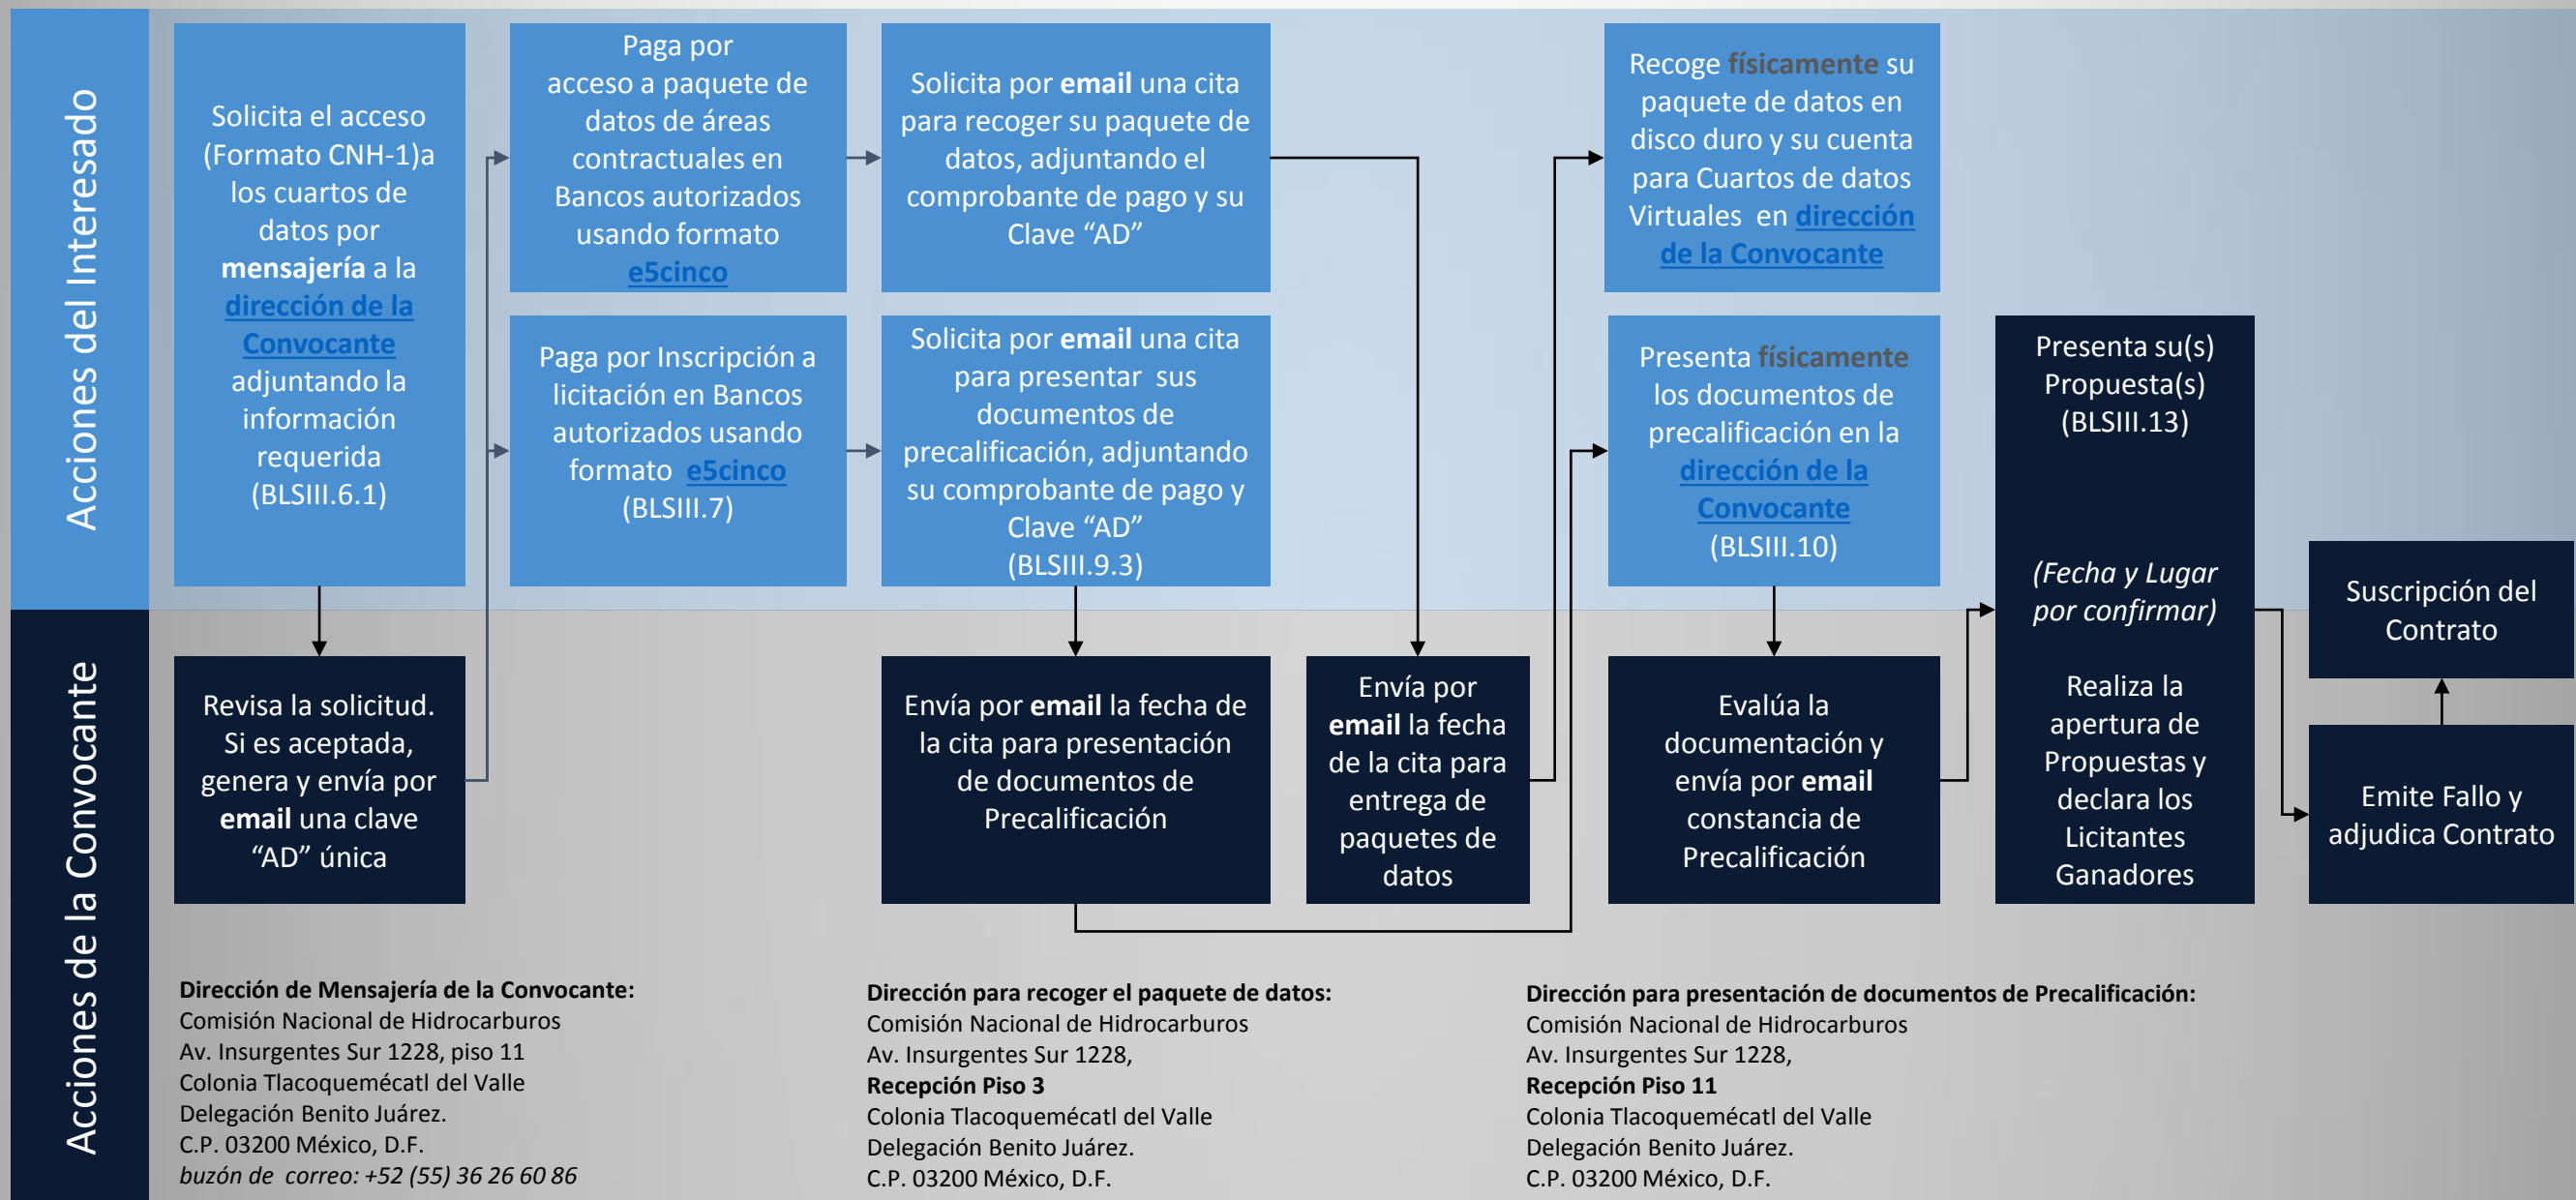 Acciones del Interesado
Solicita el acceso
(Formato CNH-1)a
los cuartos de
datos por
mensajería a la
dirección de la
Convocante
adjuntando la
información
requerida
(BLSIII.6.1)
Paga por
acceso a paquete de
datos de áreas
contractuales en
Bancos autorizados
usando formato
e5cinco
Solicita por email una cita
para recoger su paquete de
datos, adjuntando el
comprobante de pago y su
Clave “AD”
Recoge físicamente su
paquete de datos en
disco duro y su cuenta
para Cuartos de datos
Virtuales en dirección
de la Convocante
Paga por Inscripción a
licitación en Bancos
autorizados usando
formato e5cinco
(BLSIII.7)
Solicita por email una cita
para presentar sus
documentos de
precalificación, adjuntando
su comprobante de pago y
Clave “AD”
(BLSIII.9.3)
Presenta físicamente
los documentos de
precalificación en la
dirección de la
Convocante
(BLSIII.10)
Presenta su(s)
Propuesta(s)
(BLSIII.13)
(Fecha y Lugar
por confirmar)
Realiza la
apertura de
Propuestas y
declara los
Licitantes
Ganadores
Suscripción del
Contrato
Acciones de la Convocante
Revisa la solicitud.
Si es aceptada,
genera y envía por
email una clave
“AD” única
Envía por email la fecha de
la cita para presentación
de documentos de
Precalificación
Envía por
email la fecha
de la cita para
entrega de
paquetes de
datos
Evalúa la
documentación y
envía por email
constancia de
Precalificación
Emite Fallo y
adjudica Contrato
Dirección de Mensajería de la Convocante:
Comisión Nacional de Hidrocarburos
Av. Insurgentes Sur 1228, piso 11
Colonia Tlacoquemécatl del Valle
Delegación Benito Juárez.
C.P. 03200 México, D.F.
buzón de correo: +52 (55) 36 26 60 86
Dirección para recoger el paquete de datos:
Comisión Nacional de Hidrocarburos
Av. Insurgentes Sur 1228,
Recepción Piso 3
Colonia Tlacoquemécatl del Valle
Delegación Benito Juárez.
C.P. 03200 México, D.F.
Dirección para presentación de documentos de Precalificación:
Comisión Nacional de Hidrocarburos
Av. Insurgentes Sur 1228,
Recepción Piso 11
Colonia Tlacoquemécatl del Valle
Delegación Benito Juárez.
C.P. 03200 México, D.F.